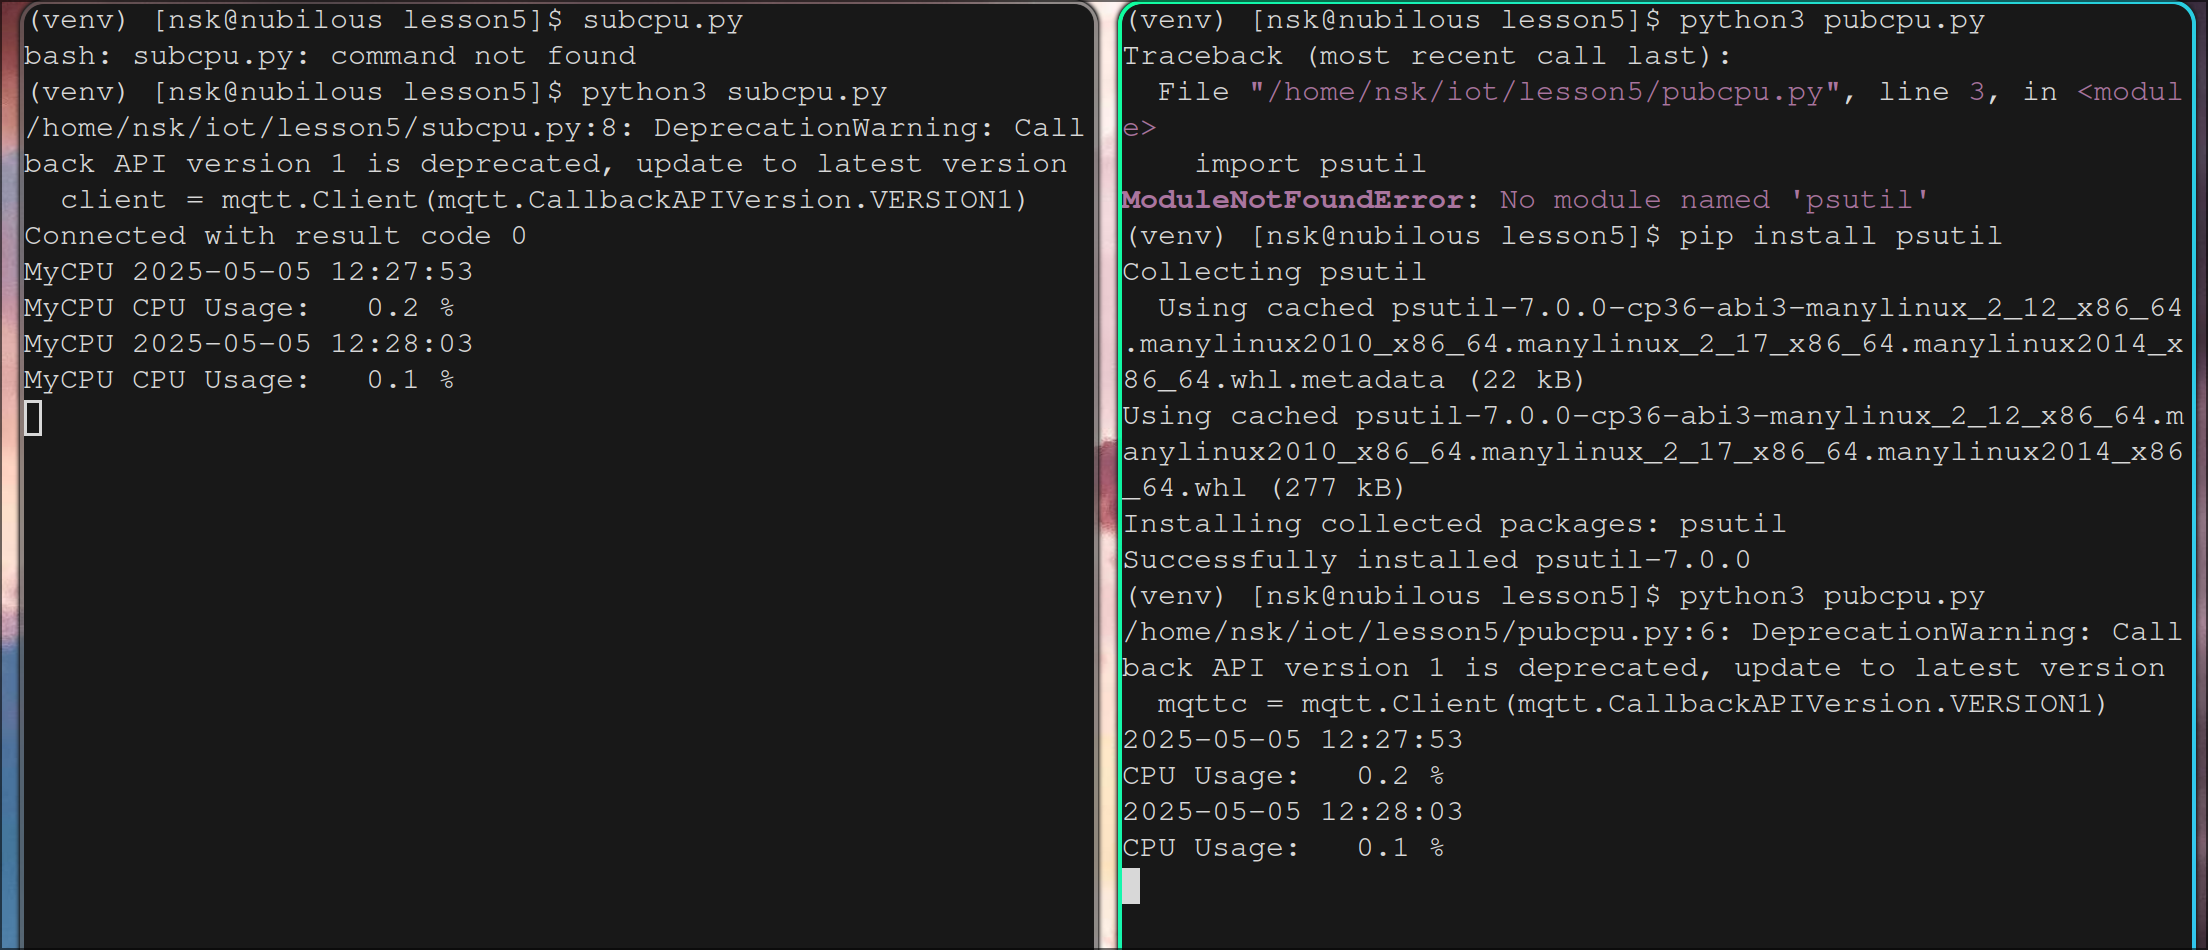 (venv) [nsk@nubilous lesson5]$ subcpu.py
bash: subcpu.py: command not found
(venv) [nsk@nubilous lesson5]$ python3 subcpu.py
/home/nsk/iot/lesson5/subcpu.py:8: DeprecationWarning: Call
back API version 1 is deprecated, update to latest version
  client = mqtt.Client(mqtt.CallbackAPIVersion.VERSION1)
Connected with result code 0
MyCPU 2025-05-05 12:27:53
MyCPU CPU Usage:   0.2 %
MyCPU 2025-05-05 12:28:03
MyCPU CPU Usage:   0.1 %
(venv) [nsk@nubilous lesson5]$ python3 pubcpu.py
Traceback (most recent call last):
  File "/home/nsk/iot/lesson5/pubcpu.py", line 3, in <modul
e>
    import psutil
ModuleNotFoundError: No module named 'psutil'
(venv) [nsk@nubilous lesson5]$ pip install psutil
Collecting psutil
  Using cached psutil-7.0.0-cp36-abi3-manylinux_2_12_x86_64
.manylinux2010_x86_64.manylinux_2_17_x86_64.manylinux2014_x
86_64.whl.metadata (22 kB)
Using cached psutil-7.0.0-cp36-abi3-manylinux_2_12_x86_64.m
anylinux2010_x86_64.manylinux_2_17_x86_64.manylinux2014_x86
_64.whl (277 kB)
Installing collected packages: psutil
Successfully installed psutil-7.0.0
(venv) [nsk@nubilous lesson5]$ python3 pubcpu.py
/home/nsk/iot/lesson5/pubcpu.py:6: DeprecationWarning: Call
back API version 1 is deprecated, update to latest version
  mqttc = mqtt.Client(mqtt.CallbackAPIVersion.VERSION1)
2025-05-05 12:27:53
CPU Usage:   0.2 %
2025-05-05 12:28:03
CPU Usage:   0.1 %